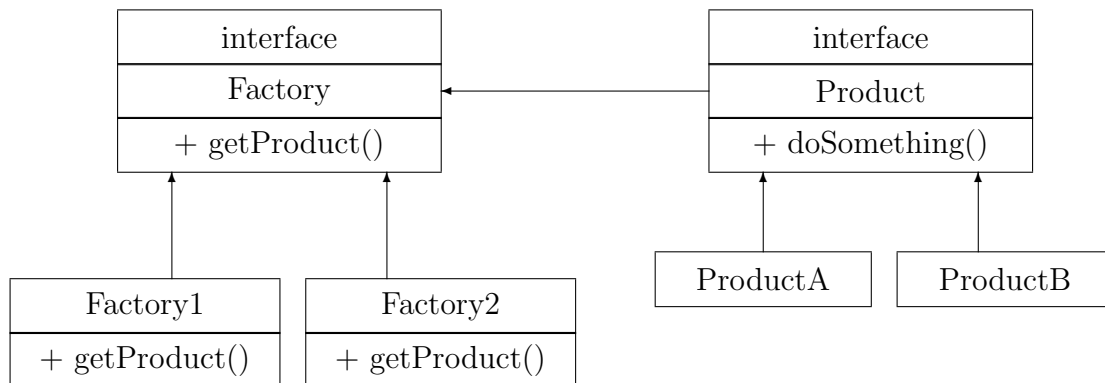 interface
Factory
+ getProduct()
interface
Product
+ doSomething()
Factory1
+ getProduct()
Factory2
+ getProduct()
ProductA
ProductB